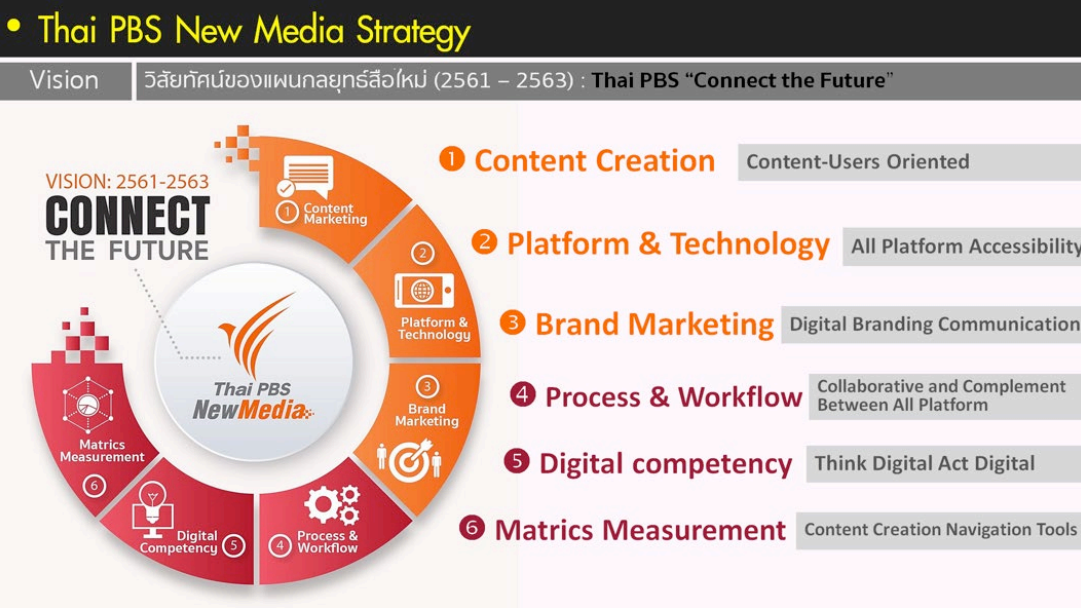 • Thai PBS New Media Strategy
Vision
วิสัยทัศน์ของแผนกลยุทธ์สื่อใหม่ (2561 – 2563) : Thai PBS “Connect the Future”
VISION: 2561-2563
CONNECT
THE FUTURE
1 Content
Marketing
2
Platform &
Technology
3
Brand
Marketing
4 Process &
Workflow
Digital
Competency 5
Matrics
Measurement
6
Thai PBS
NewMedia
1 Content Creation
Content-Users Oriented
2 Platform & Technology
All Platform Accessibility
3 Brand Marketing
Digital Branding Communication
4 Process & Workflow
Collaborative and Complement
Between All Platform
5 Digital competency
Think Digital Act Digital
6 Matrics Measurement
Content Creation Navigation Tools